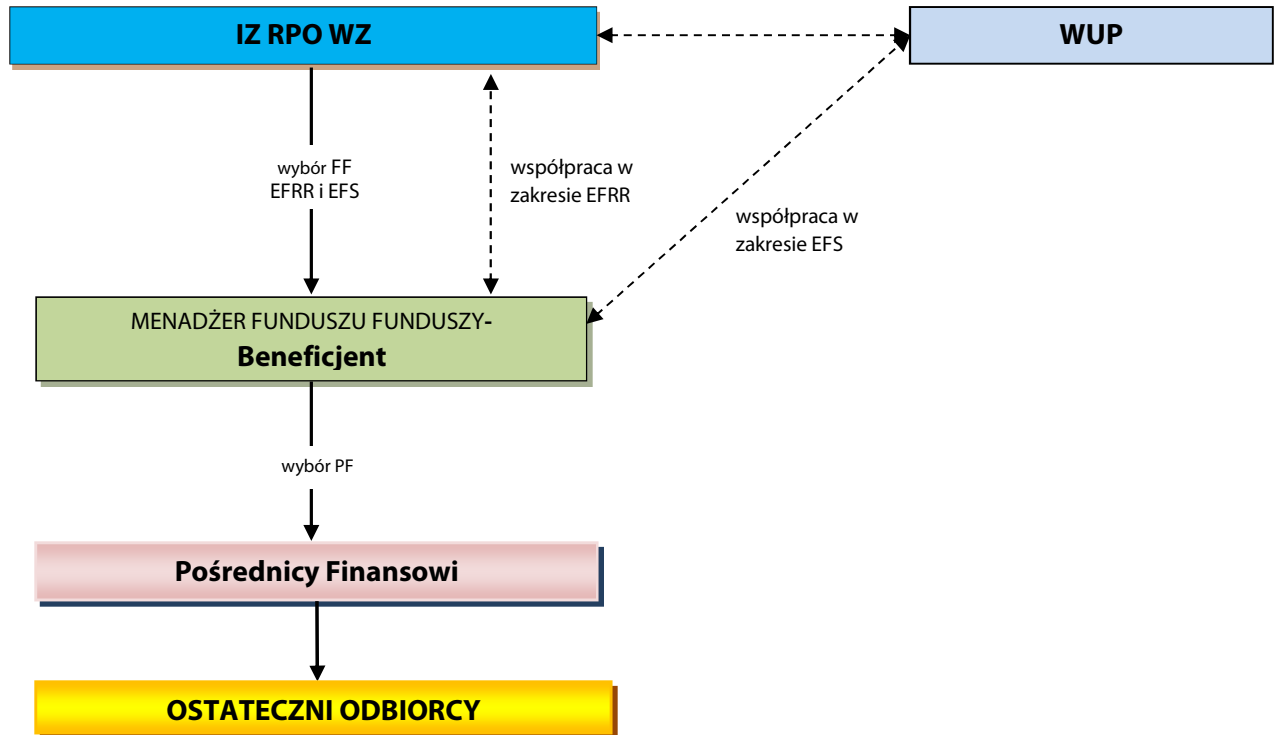 IZ RPO WZ
WUP
wybór FF
EFRR i EFS
współpraca w
zakresie EFRR
współpraca w
zakresie EFS
MENADŻER FUNDUSZU FUNDUSZY-
Beneficjent
wybór PF
Pośrednicy Finansowi
OSTATECZNI ODBIORCY